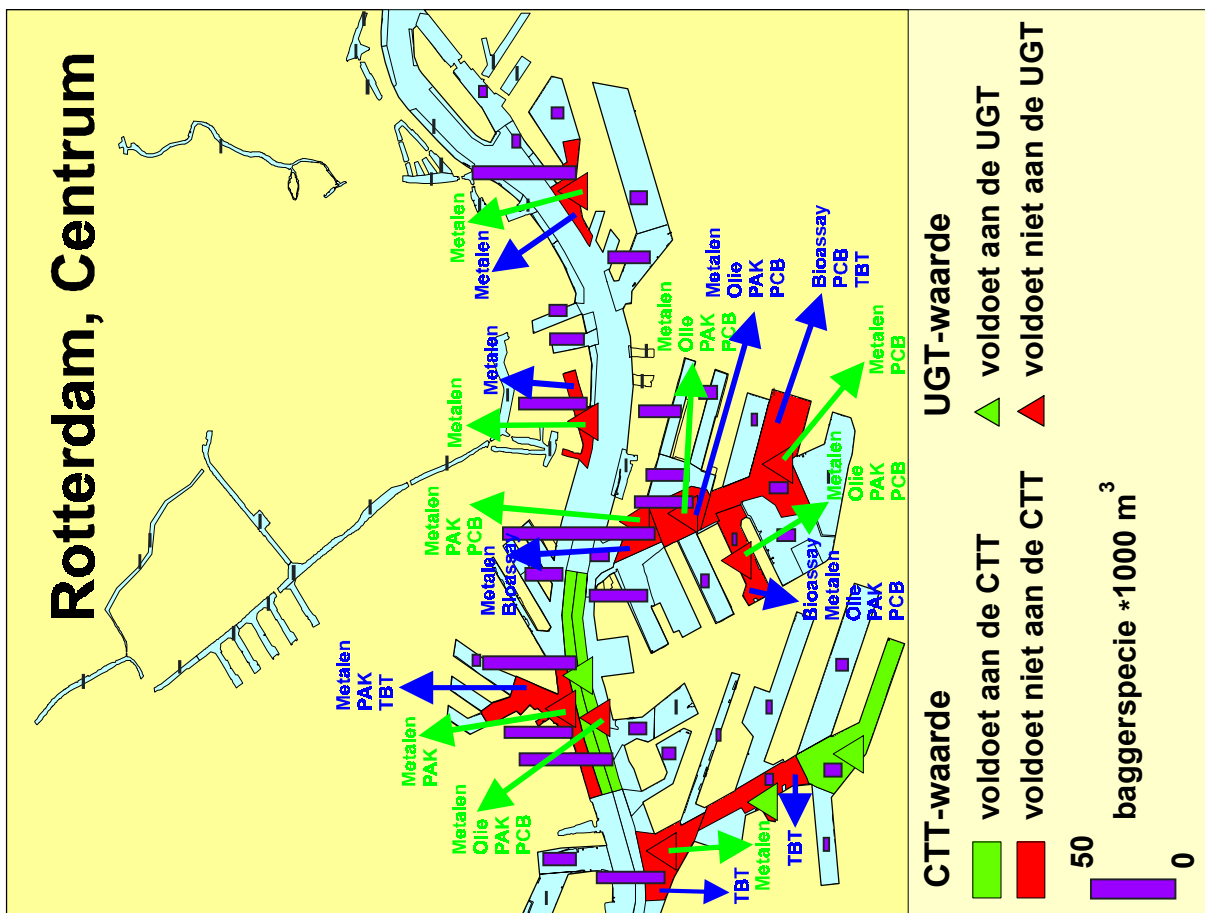 Rotterdam, Centrum
Metalen
PAK
TBT
Metalen
PAK
Metalen
PAK
PCB
Metalen
Olie
PAK
PCB
Metalen
Metalen
Metalen
Metalen
Bioassay
Metalen
Metalen
Olie
PAK
PCB
Metalen
Olie
PAK
PCB
TBT
Metalen
TBT
Bioassay
Metalen
Olie
PAK
PCB
Bioassay
PCB
TBT
Metalen
Olie
PAK
PCB
Metalen
PCB
CTT-waarde
voldoet aan de CTT
voldoet niet aan de CTT
UGT-waarde
voldoet aan de UGT
voldoet niet aan de UGT
50
baggerspecie *1000 m³
0